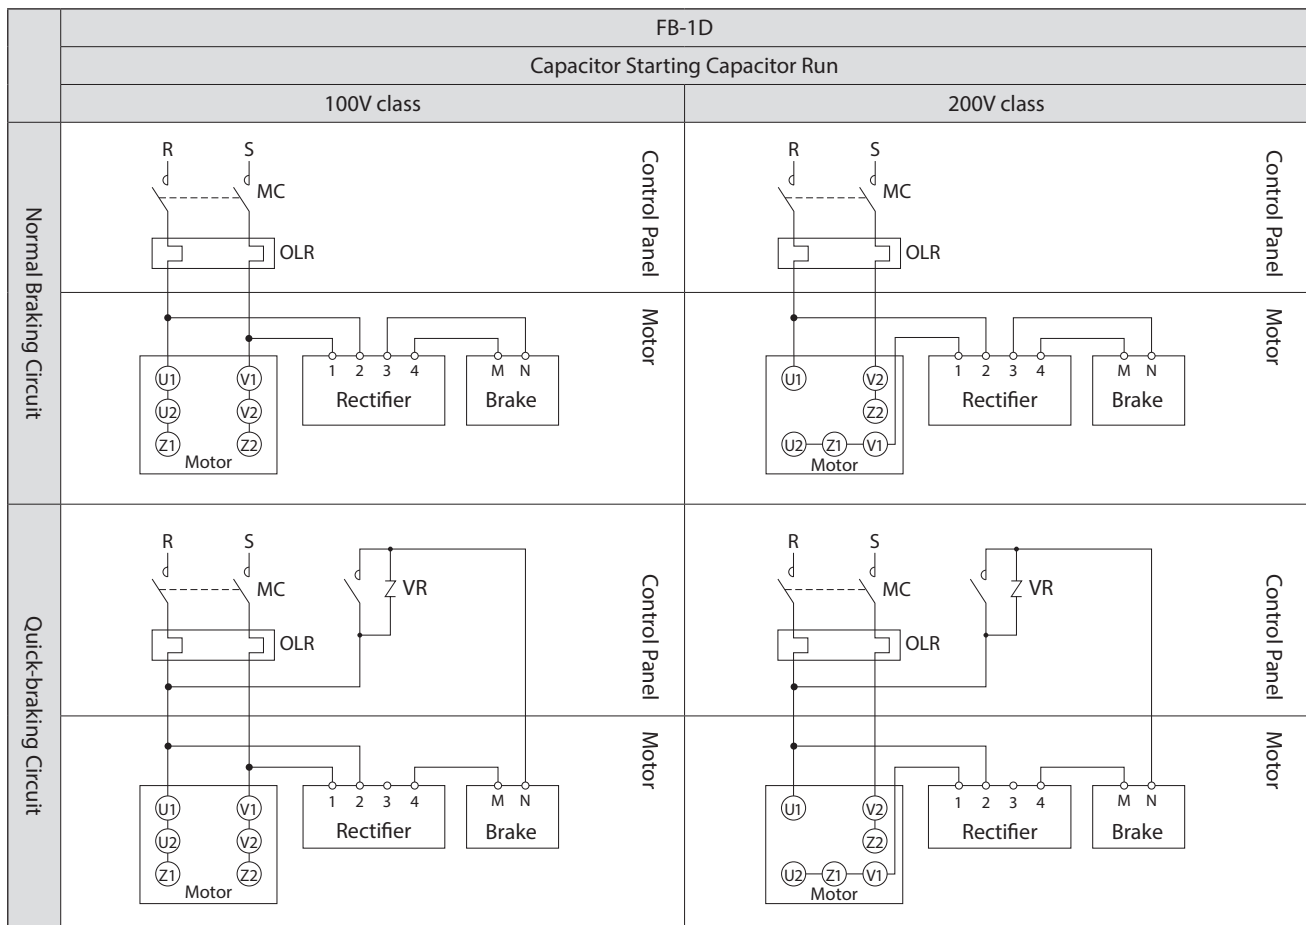 FB-1D
Capacitor Starting Capacitor Run
100V class
200V class
Normal Braking Circuit
R S
MC
OLR
Control Panel
Motor
1 2 3 4
Rectifier
M N
Brake
U1 V1
U2 V2
Z1 Z2
Motor
R S
MC
OLR
Control Panel
Motor
1 2 3 4
Rectifier
M N
Brake
U1 V2
Z2
U2 Z1 V1
Motor
Quick-braking Circuit
R S
MC
VR
OLR
Control Panel
Motor
1 2 3 4
Rectifier
M N
Brake
U1 V1
U2 V2
Z1 Z2
Motor
R S
MC
VR
OLR
Control Panel
Motor
1 2 3 4
Rectifier
M N
Brake
U1 V2
Z2
U2 Z1 V1
Motor